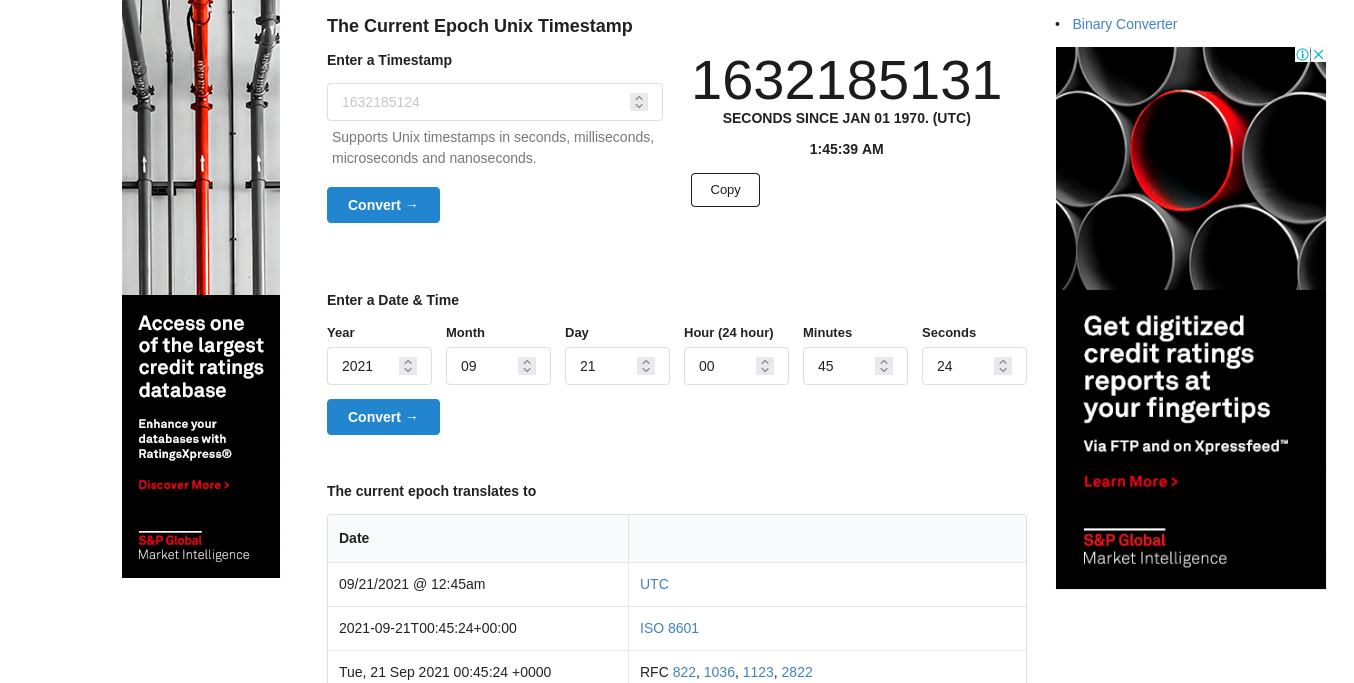 The Current Epoch Unix Timestamp
Enter a Timestamp
1632185124
Supports Unix timestamps in seconds, milliseconds,
microseconds and nanoseconds.
Convert →
1632185131
SECONDS SINCE JAN 01 1970. (UTC)
1:45:39 AM
Copy
Enter a Date & Time
Year Month Day Hour (24 hour) Minutes Seconds
2021 09 21 00 45 24
Convert →
The current epoch translates to
Date
09/21/2021 @ 12:45am UTC
2021-09-21T00:45:24+00:00 ISO 8601
Tue, 21 Sep 2021 00:45:24 +0000 RFC 822, 1036, 1123, 2822
Access one
of the largest
credit ratings
database
Enhance your
databases with
RatingsXpress®
Discover More >
S&P Global
Market Intelligence
• Binary Converter
Get digitized
credit ratings
reports at
your fingertips
Via FTP and on Xpressfeed™
Learn More >
S&P Global
Market Intelligence